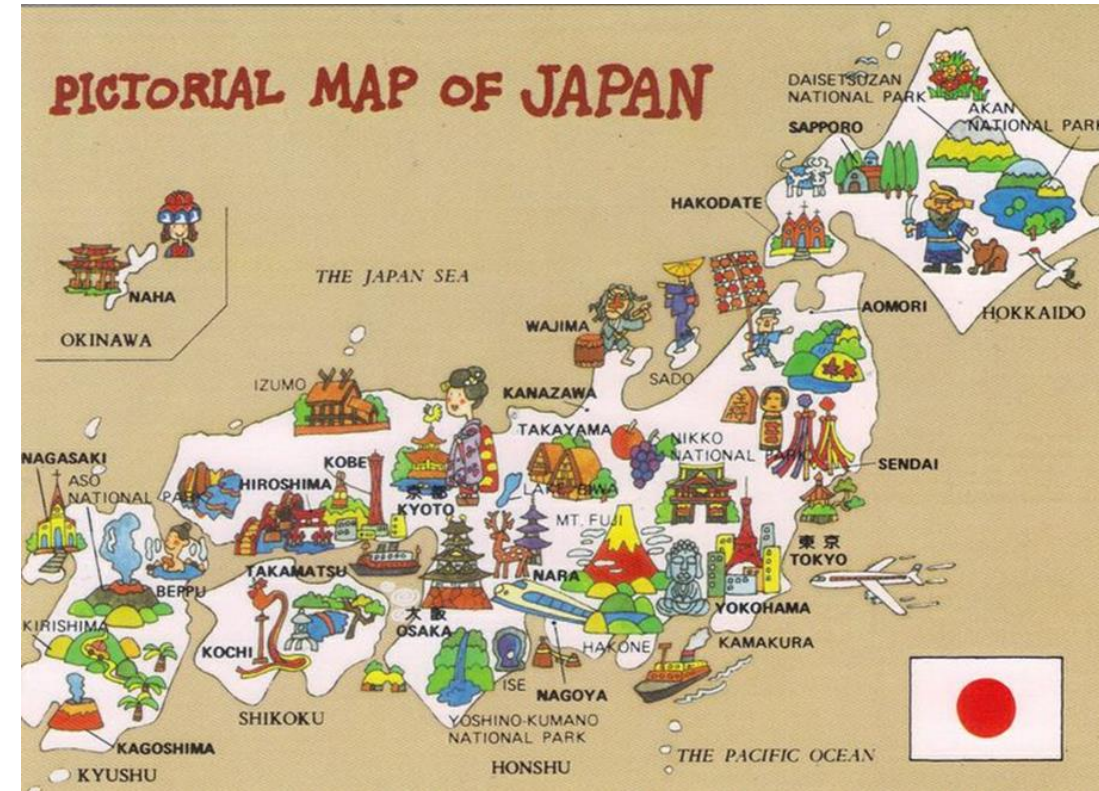 PICTORIAL MAP OF JAPAN
DAISETSUZAN
NATIONAL PARK
AKAN
NATIONAL PARK
SAPPORO
HAKODATE
THE JAPAN SEA
NAHA
OKINAWA
AOMORI
HOKKAIDO
WAJIMA
SADO
IZUMO
KANAZAWA
TAKAYAMA
NIKKO
NATIONAL PARK
NAGASAKI
ASO
NATIONAL PARK
KOBE
HIROSHIMA
京都
KYOTO
LAKE BIWA
SENDAI
王将
MT. FUJI
東京
TOKYO
TAKAMATSU
NARA
BEPPU
YOKOHAMA
大阪
OSAKA
KIRISHIMA
KOCHI
HAKONE
KAMAKURA
ISE
NAGOYA
SHIKOKU
YOSHINO-KUMANO
NATIONAL PARK
KAGOSHIMA
KYUSHU
HONSHU
THE PACIFIC OCEAN